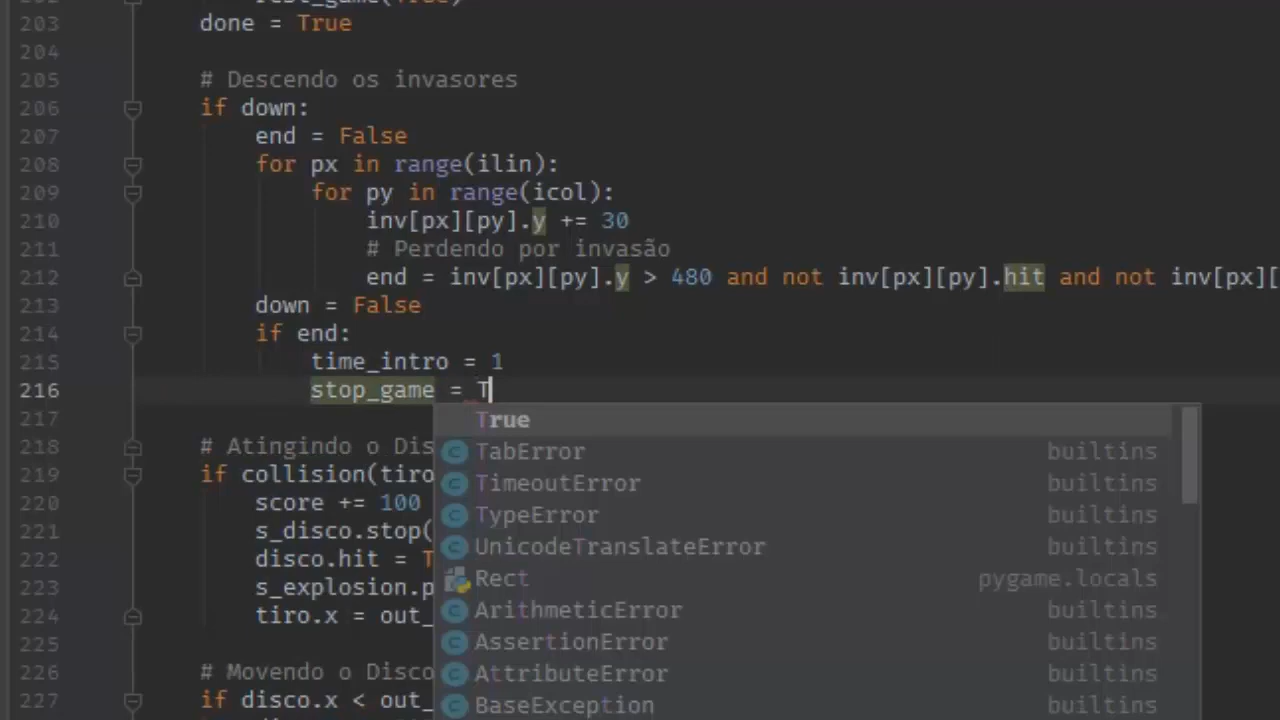 203 done = True
204
205 # Descendo os invasores
206 if down:
207 end = False
208 for px in range(ilin):
209 for py in range(icol):
210 inv[px][py].y += 30
211 # Perdendo por invasão
212 end = inv[px][py].y > 480 and not inv[px][py].hit and not inv[px][
213 down = False
214 if end:
215 time_intro = 1
216 stop_game = T
217
True
218 # Atingindo o Dis
TabError builtins
219 if collision(tiro
TimeoutError builtins
220 score += 100
TypeError builtins
221 s_disco.stop(
UnicodeTranslateError builtins
222 disco.hit = T
Rect pygame.locals
223 s_explosion.p
ArithmeticError builtins
224 tiro.x = out_
AssertionError builtins
225
226 # Movendo o Disco
AttributeError builtins
227 if disco.x < out_
BaseException builtins